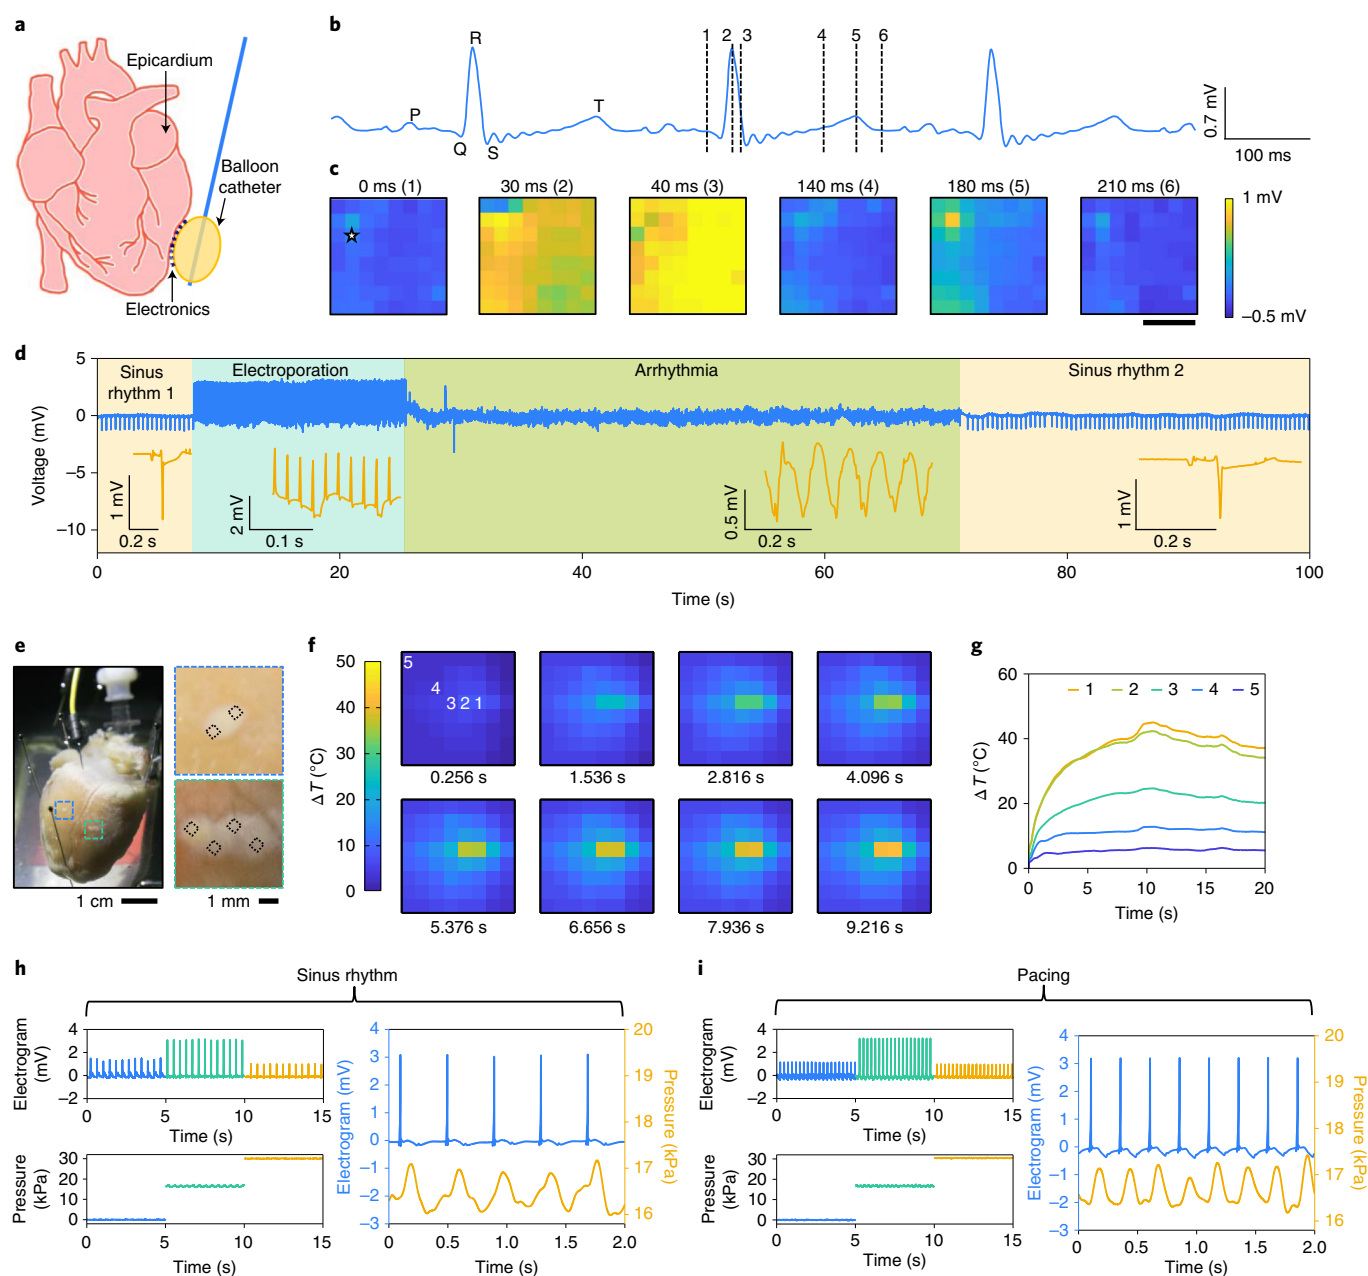 a
Epicardium
Balloon
catheter
Electronics
b
R
P
Q
S
T
1 2 3 4 5 6
0.7 mV
100 ms
c
0 ms (1) 30 ms (2) 40 ms (3) 140 ms (4) 180 ms (5) 210 ms (6)
1 mV
–0.5 mV
d
5
0
–5
–10
Voltage (mV)
Sinus
rhythm 1
Electroporation
Arrhythmia
Sinus rhythm 2
1 mV
0.2 s
2 mV
0.1 s
0.5 mV
0.2 s
1 mV
0.2 s
0 20 40 60 80 100
Time (s)
e
1 cm
1 mm
f
50
40
30
20
10
0
ΔT (°C)
5
4
3 2 1
0.256 s 1.536 s 2.816 s 4.096 s
5.376 s 6.656 s 7.936 s 9.216 s
g
60
40
20
0
ΔT (°C)
1 2 3 4 5
0 5 10 15 20
Time (s)
h
Sinus rhythm
Electrogram
(mV)
4
2
0
–2
0 5 10 15
Time (s)
Pressure
(kPa)
30
20
10
0
0 5 10 15
Time (s)
Electrogram (mV)
4
3
2
1
0
–1
–2
–3
20
19
18
17
16
Pressure (kPa)
0 0.5 1.0 1.5 2.0
Time (s)
i
Pacing
Electrogram
(mV)
4
2
0
–2
0 5 10 15
Time (s)
Pressure
(kPa)
30
20
10
0
0 5 10 15
Time (s)
Electrogram (mV)
4
3
2
1
0
–1
–2
–3
20
19
18
17
16
Pressure (kPa)
0 0.5 1.0 1.5 2.0
Time (s)